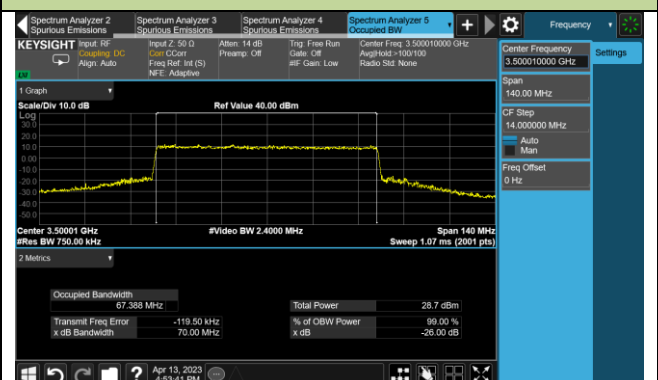 Spectrum Analyzer 2
Spurious Emissions
Spectrum Analyzer 3
Spurious Emissions
Spectrum Analyzer 4
Spurious Emissions
Spectrum Analyzer 5
Occupied BW
Frequency
KEYSIGHT
Input: RF
Coupling: DC
Align: Auto
Input Z: 50 Ω
Corr CCorr
Freq Ref: Int (S)
NFE: Adaptive
Atten: 14 dB
Preamp: Off
Trig: Free Run
Gate: Off
#IF Gain: Low
Center Freq: 3.500010000 GHz
Avg|Hold >100/100
Radio Std: None
Center Frequency
3.500010000 GHz
Settings
Span
140.00 MHz
CF Step
14.000000 MHz
Auto
Man
Freq Offset
0 Hz
1 Graph
Scale/Div 10.0 dB
Ref Value 40.00 dBm
Log
30.0
20.0
10.0
0.00
-10.0
-20.0
-30.0
-40.0
-50.0
Center 3.50001 GHz
#Video BW 2.4000 MHz
Span 140 MHz
#Res BW 750.00 kHz
Sweep 1.07 ms (2001 pts)
2 Metrics
Occupied Bandwidth
67.388 MHz
Total Power
28.7 dBm
Transmit Freq Error
-119.50 kHz
% of OBW Power
99.00 %
x dB Bandwidth
70.00 MHz
x dB
-26.00 dB
Apr 13, 2023
4:53:41 PM